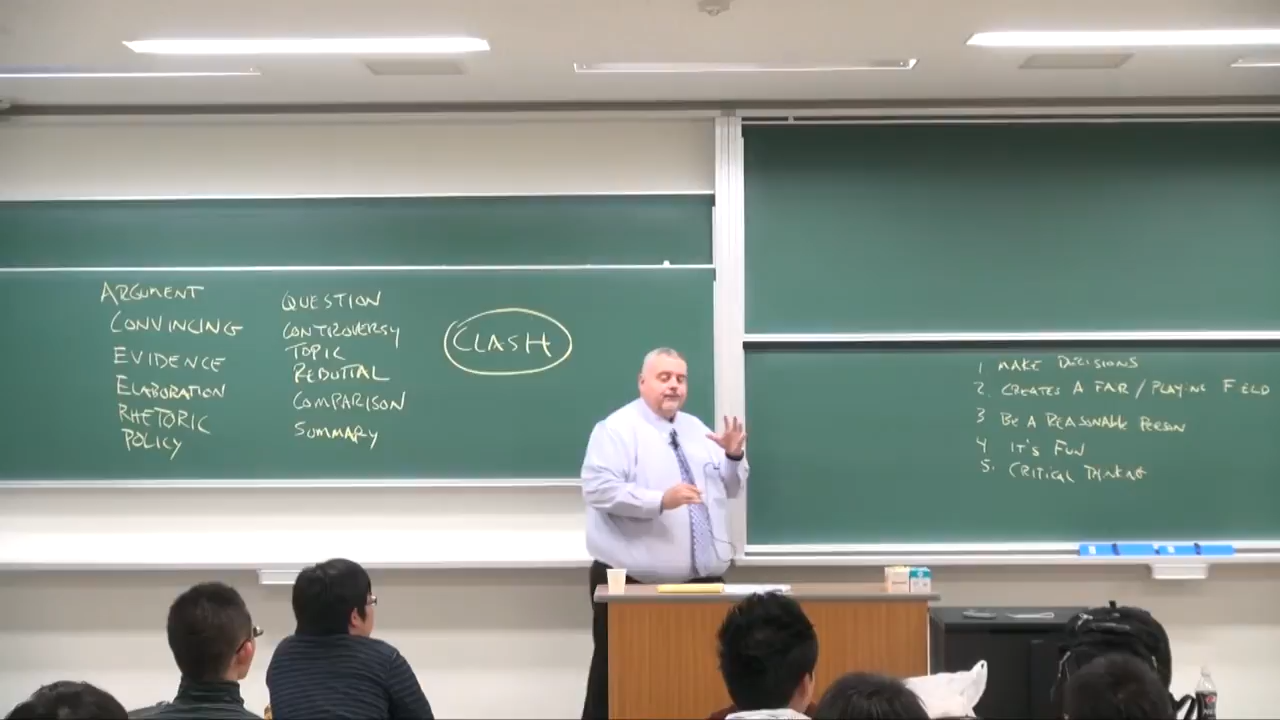 ARGUMENT
CONVINCING
EVIDENCE
ELABORATION
RHETORIC
POLICY
QUESTION
CONTROVERSY
TOPIC
REBUTTAL
COMPARISON
SUMMARY
CLASH
1 MAKE DECISIONS
2. CREATES A FAR / PLAYING FIELD
3 BE A REASONABLE PERSON
4 IT'S FUN
5. CRITICAL THINKING